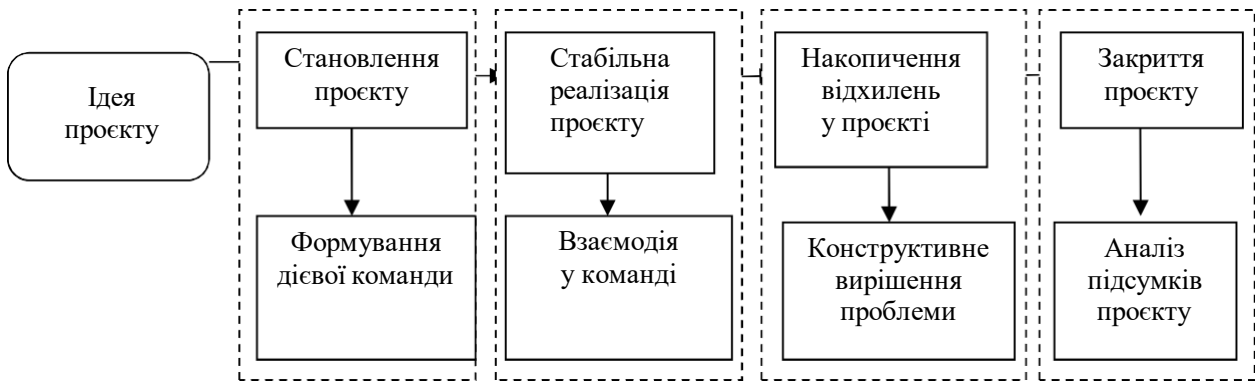 Ідея
проєкту
Становлення
проєкту
Стабільна
реалізація
проєкту
Накопичення
відхилень
у проєкті
Закриття
проєкту
Формування
дієвої команди
Взаємодія
у команді
Конструктивне
вирішення
проблеми
Аналіз
підсумків
проєкту